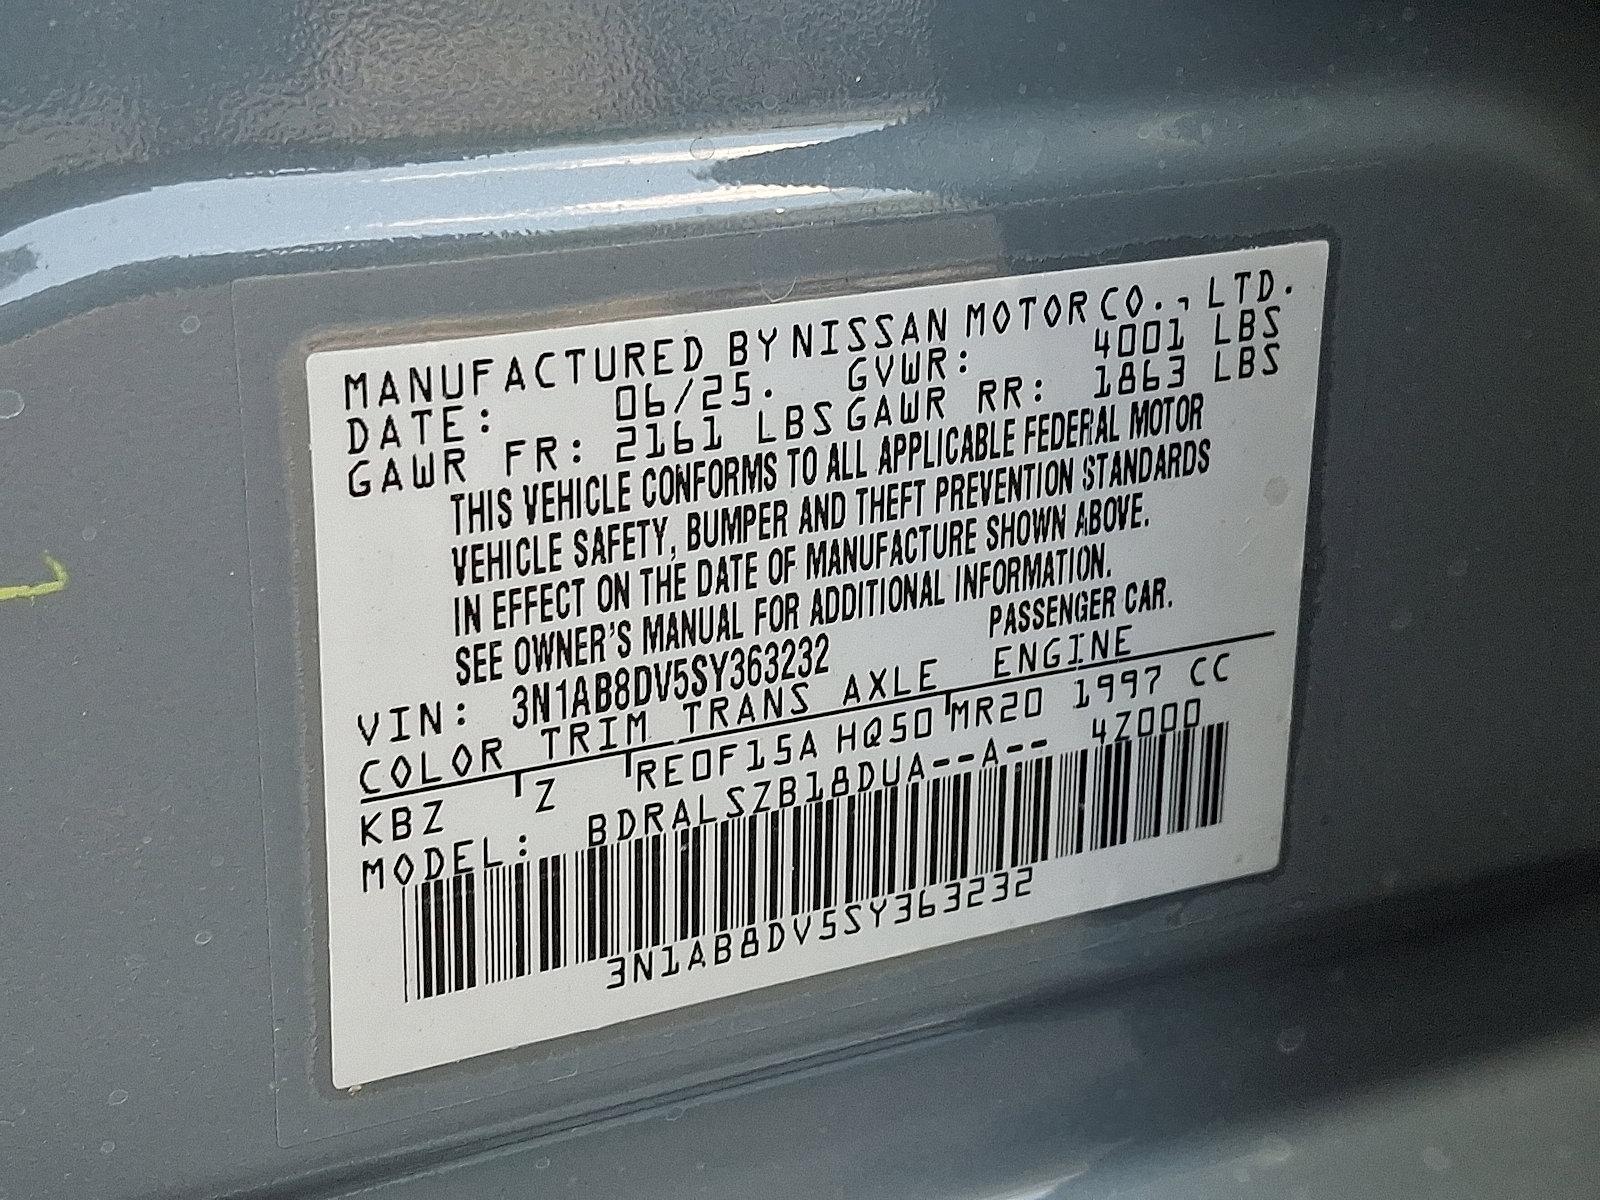 MANUFACTURED BY NISSAN MOTOR CO., LTD.
DATE: 06/25. GVWR: 4001 LBS
GAWR FR: 2161 LBS GAWR RR: 1863 LBS
THIS VEHICLE CONFORMS TO ALL APPLICABLE FEDERAL MOTOR
VEHICLE SAFETY, BUMPER AND THEFT PREVENTION STANDARDS
IN EFFECT ON THE DATE OF MANUFACTURE SHOWN ABOVE.
SEE OWNER'S MANUAL FOR ADDITIONAL INFORMATION.
VIN: 3N1AB8DV5SY363232 PASSENGER CAR.
COLOR TRIM TRANS AXLE ENGINE
KBZ Z RE0F15A HQ50 MR20 1997 CC
MODEL: BDRALSZB18DUA--A-- 4Z000
3N1AB8DV5SY363232